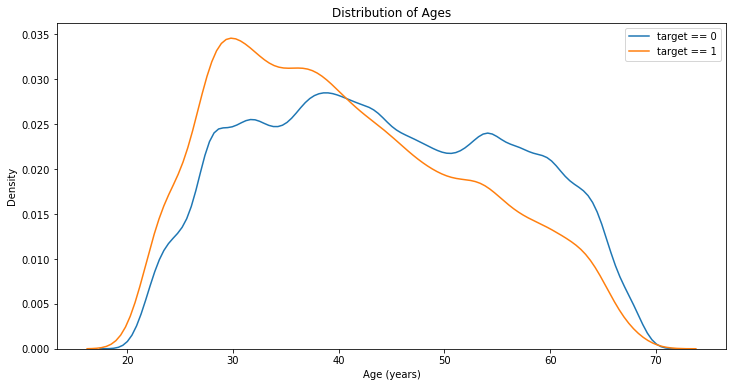 Distribution of Ages
target == 0
target == 1
0.035
0.030
0.025
0.020
0.015
0.010
0.005
0.000
Density
20 30 40 50 60 70
Age (years)